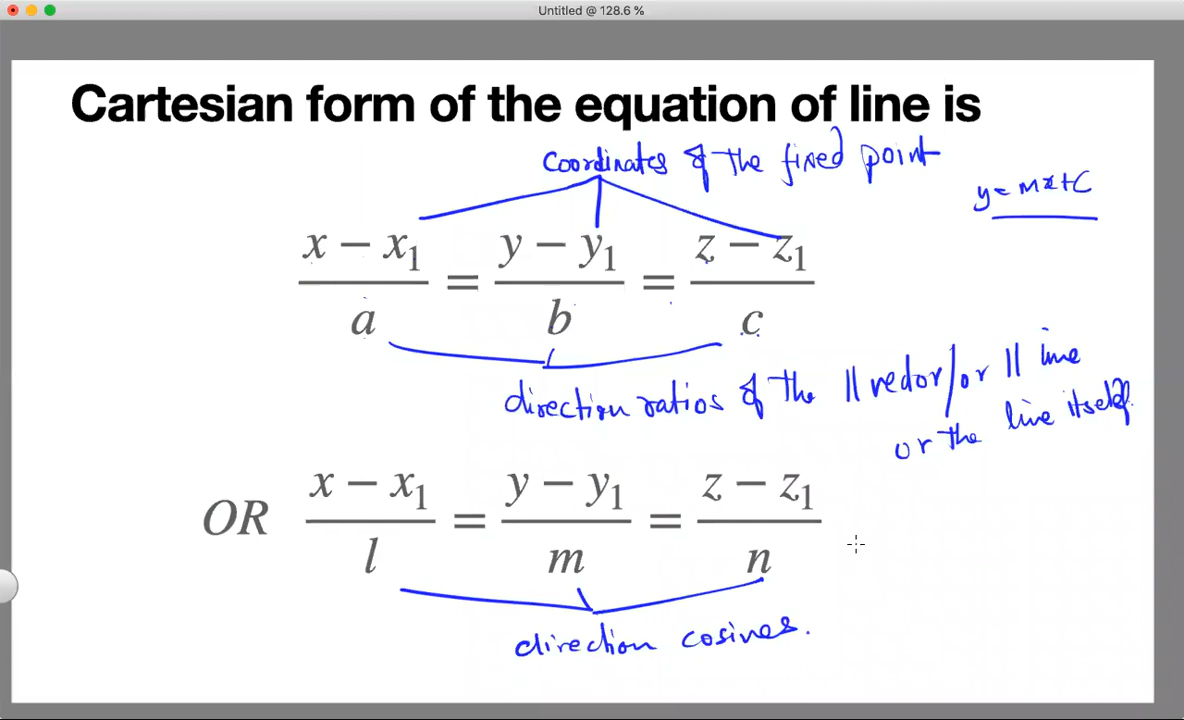 Untitled @ 128.6 %
Cartesian form of the equation of line is
Coordinates of the fixed point
y = mx + C
x − x₁ / a = y − y₁ / b = z − z₁ / c
direction ratios of the || vector/or || line
or the line itself.
OR x − x₁ / l = y − y₁ / m = z − z₁ / n
direction cosines.